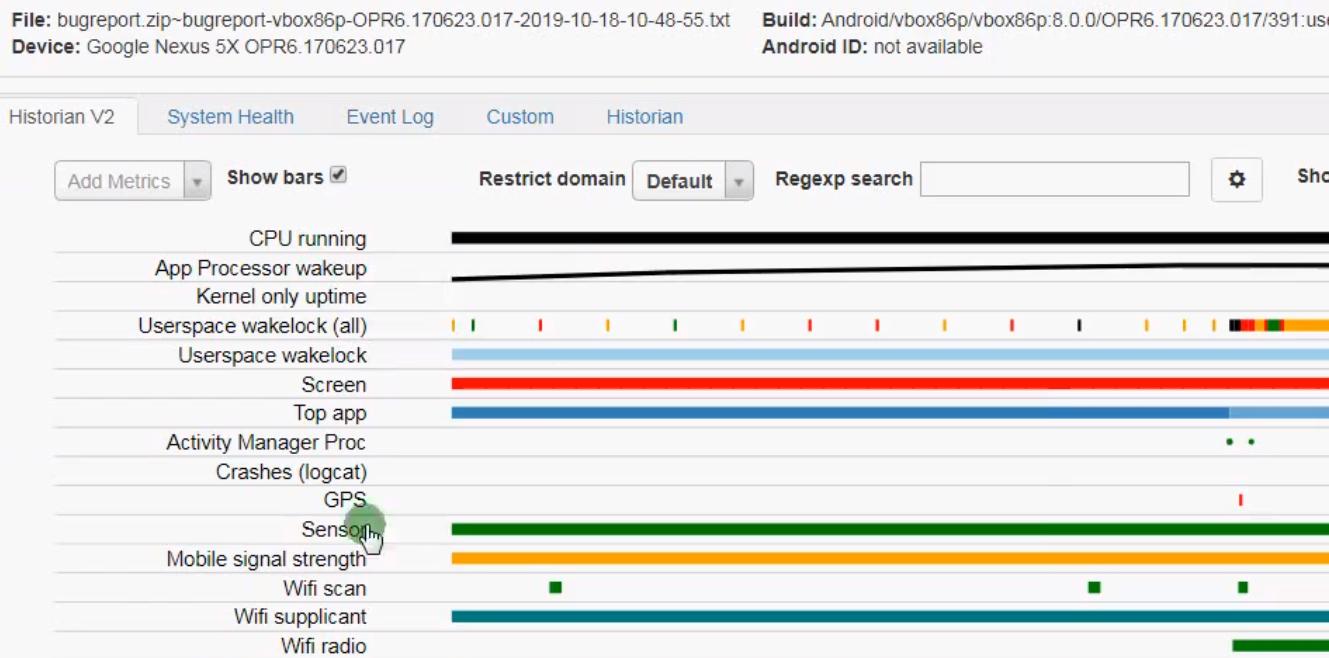 File: bugreport.zip~bugreport-vbox86p-OPR6.170623.017-2019-10-18-10-48-55.txt Build: Android/vbox86p/vbox86p:8.0.0/OPR6.170623.017/391:use
Device: Google Nexus 5X OPR6.170623.017 Android ID: not available
Historian V2 System Health Event Log Custom Historian
Add Metrics Show bars Restrict domain Default Regexp search Sho
CPU running
App Processor wakeup
Kernel only uptime
Userspace wakelock (all)
Userspace wakelock
Screen
Top app
Activity Manager Proc
Crashes (logcat)
GPS
Sensor
Mobile signal strength
Wifi scan
Wifi supplicant
Wifi radio